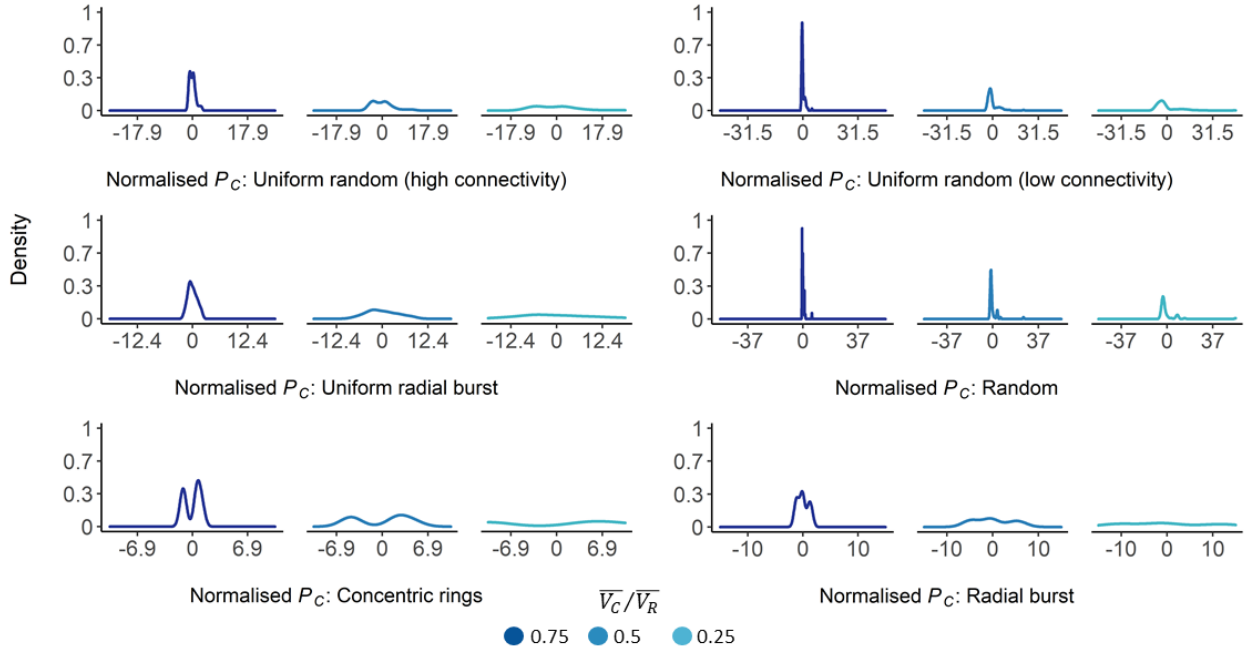 1 1
0.7 0.7
0.3 0.3
0 0
-17.9 0 17.9 -17.9 0 17.9 -17.9 0 17.9 -31.5 0 31.5 -31.5 0 31.5 -31.5 0 31.5
Normalised P_C: Uniform random (high connectivity) Normalised P_C: Uniform random (low connectivity)
Density
1 1
0.7 0.7
0.3 0.3
0 0
-12.4 0 12.4 -12.4 0 12.4 -12.4 0 12.4 -37 0 37 -37 0 37 -37 0 37
Normalised P_C: Uniform radial burst Normalised P_C: Random
1 1
0.7 0.7
0.3 0.3
0 0
-6.9 0 6.9 -6.9 0 6.9 -6.9 0 6.9 -10 0 10 -10 0 10 -10 0 10
Normalised P_C: Concentric rings Normalised P_C: Radial burst
V̅_C̅/V̅_R̅
0.75 0.5 0.25